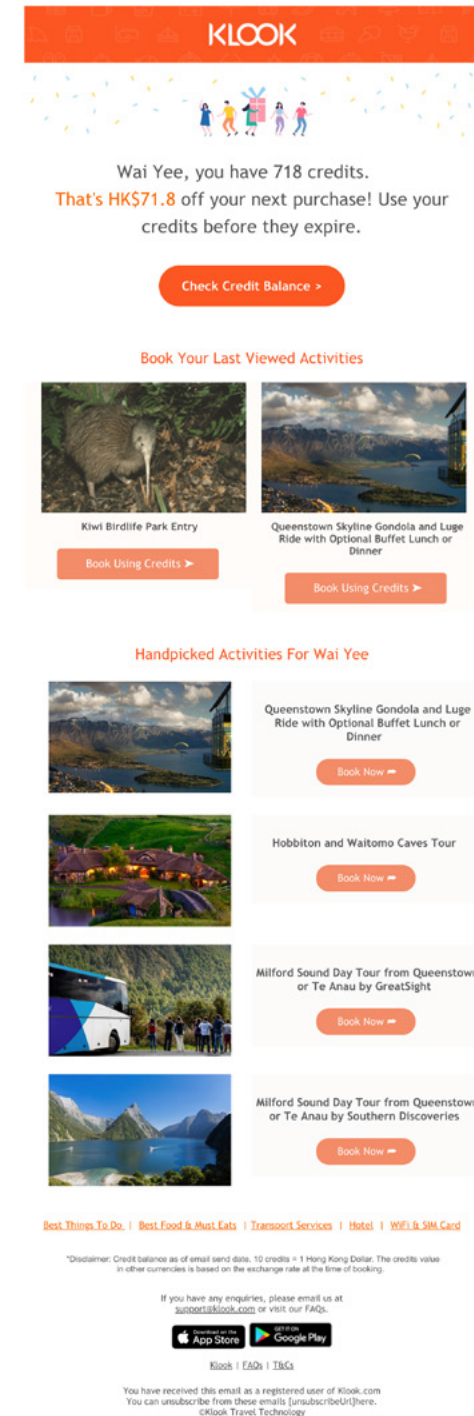 KLOOK
Wai Yee, you have 718 credits.
That's HK$71.8 off your next purchase! Use your
credits before they expire.
Check Credit Balance >
Book Your Last Viewed Activities
Kiwi Birdlife Park Entry
Book Using Credits ➤
Queenstown Skyline Gondola and Luge
Ride with Optional Buffet Lunch or
Dinner
Book Using Credits ➤
Handpicked Activities For Wai Yee
Queenstown Skyline Gondola and Luge
Ride with Optional Buffet Lunch or
Dinner
Book Now ➦
Hobbiton and Waitomo Caves Tour
Book Now ➦
Milford Sound Day Tour from Queenstown
or Te Anau by GreatSight
Book Now ➦
Milford Sound Day Tour from Queenstown
or Te Anau by Southern Discoveries
Book Now ➦
Best Things To Do | Best Food & Must Eats | Transport Services | Hotel | WiFi & SIM Card
*Disclaimer: Credit balance as of email send date. 10 credits = 1 Hong Kong Dollar. The credits value
in other currencies is based on the exchange rate at the time of booking.
If you have any enquiries, please email us at
support@klook.com or visit our FAQs.
Download on the
App Store
GET IT ON
Google Play
Klook | FAQs | T&Cs
You have received this email as a registered user of Klook.com
You can unsubscribe from these emails [unsubscribeUrl]here.
©Klook Travel Technology